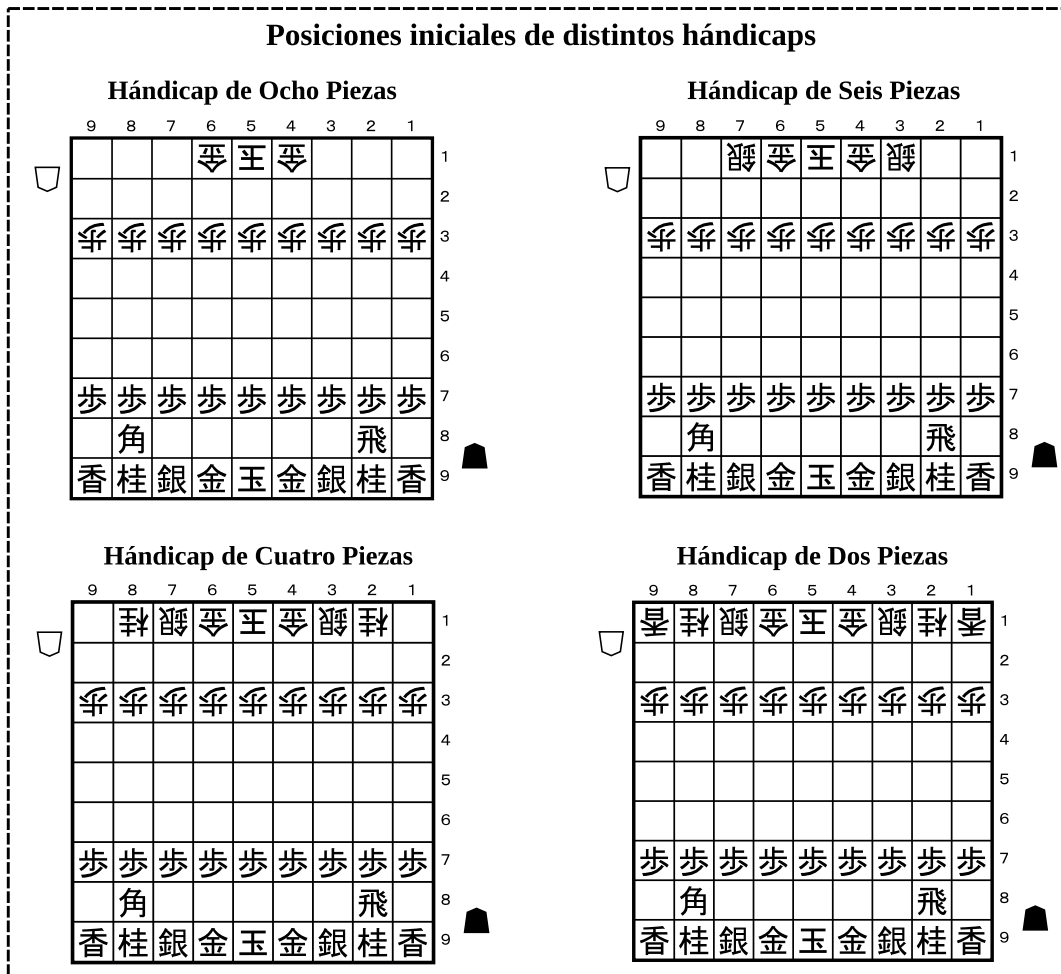 Posiciones iniciales de distintos hándicaps
Hándicap de Ocho Piezas
9 8 7 6 5 4 3 2 1
金 玉 金 1
2
歩 歩 歩 歩 歩 歩 歩 歩 歩 3
4
5
6
歩 歩 歩 歩 歩 歩 歩 歩 歩 7
角 飛 8
香 桂 銀 金 玉 金 銀 桂 香 9
Hándicap de Seis Piezas
9 8 7 6 5 4 3 2 1
銀 金 玉 金 銀 1
2
歩 歩 歩 歩 歩 歩 歩 歩 歩 3
4
5
6
歩 歩 歩 歩 歩 歩 歩 歩 歩 7
角 飛 8
香 桂 銀 金 玉 金 銀 桂 香 9
Hándicap de Cuatro Piezas
9 8 7 6 5 4 3 2 1
桂 銀 金 玉 金 銀 桂 1
2
歩 歩 歩 歩 歩 歩 歩 歩 歩 3
4
5
6
歩 歩 歩 歩 歩 歩 歩 歩 歩 7
角 飛 8
香 桂 銀 金 玉 金 銀 桂 香 9
Hándicap de Dos Piezas
9 8 7 6 5 4 3 2 1
香 桂 銀 金 玉 金 銀 桂 香 1
2
歩 歩 歩 歩 歩 歩 歩 歩 歩 3
4
5
6
歩 歩 歩 歩 歩 歩 歩 歩 歩 7
角 飛 8
香 桂 銀 金 玉 金 銀 桂 香 9